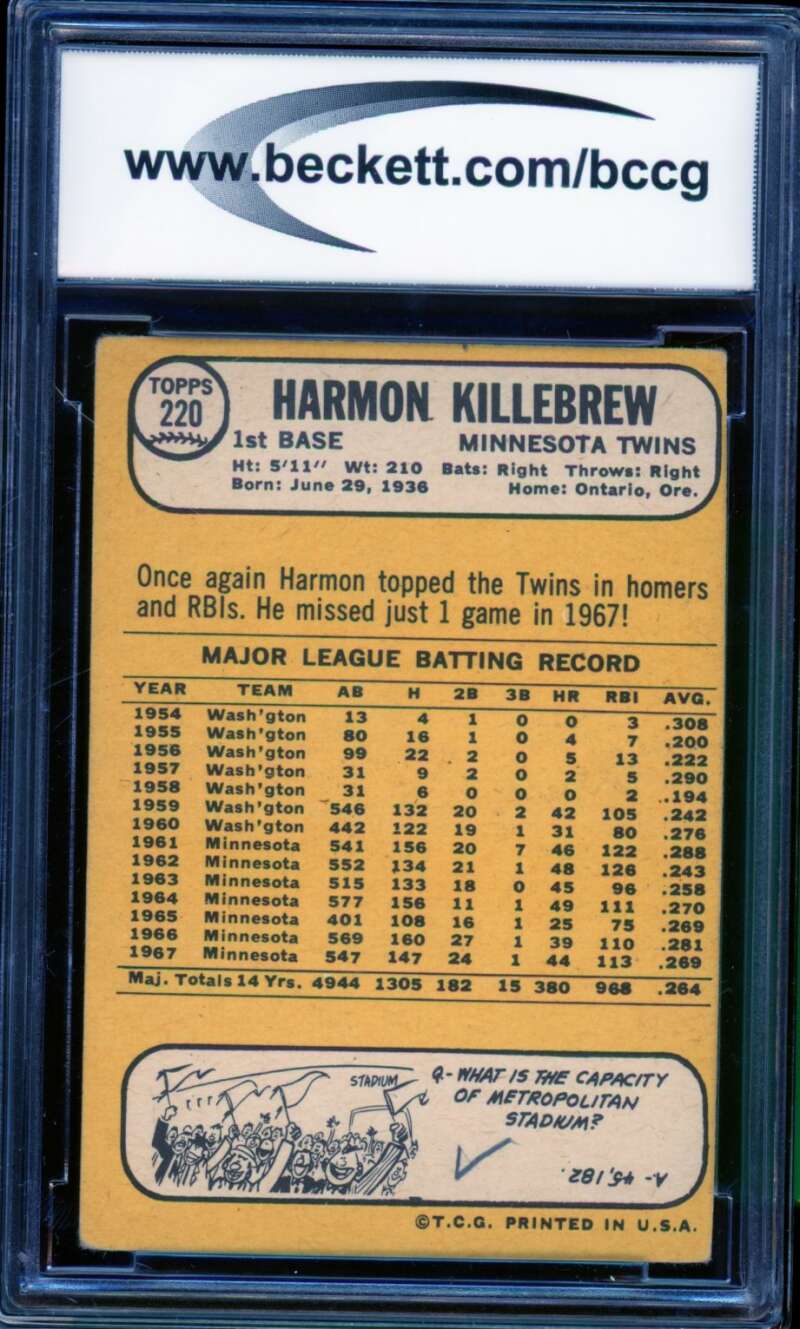 www.beckett.com/bccg
TOPPS
220
HARMON KILLEBREW
1st BASE MINNESOTA TWINS
Ht: 5'11" Wt: 210 Bats: Right Throws: Right
Born: June 29, 1936 Home: Ontario, Ore.
Once again Harmon topped the Twins in homers
and RBIs. He missed just 1 game in 1967!
MAJOR LEAGUE BATTING RECORD
YEAR TEAM AB H 2B 3B HR RBI AVG.
1954 Wash'gton 13 4 1 0 0 3 .308
1955 Wash'gton 80 16 1 0 4 7 .200
1956 Wash'gton 99 22 2 0 5 13 .222
1957 Wash'gton 31 9 2 0 2 5 .290
1958 Wash'gton 31 6 0 0 0 2 .194
1959 Wash'gton 546 132 20 2 42 105 .242
1960 Wash'gton 442 122 19 1 31 80 .276
1961 Minnesota 541 156 20 7 46 122 .288
1962 Minnesota 552 134 21 1 48 126 .243
1963 Minnesota 515 133 18 0 45 96 .258
1964 Minnesota 577 156 11 1 49 111 .270
1965 Minnesota 401 108 16 1 25 75 .269
1966 Minnesota 569 160 27 1 39 110 .281
1967 Minnesota 547 147 24 1 44 113 .269
Maj. Totals 14 Yrs. 4944 1305 182 15 380 968 .264
STADIUM
Q.- WHAT IS THE CAPACITY
OF METROPOLITAN
STADIUM?
A.- 45,182.
©T.C.G. PRINTED IN U.S.A.